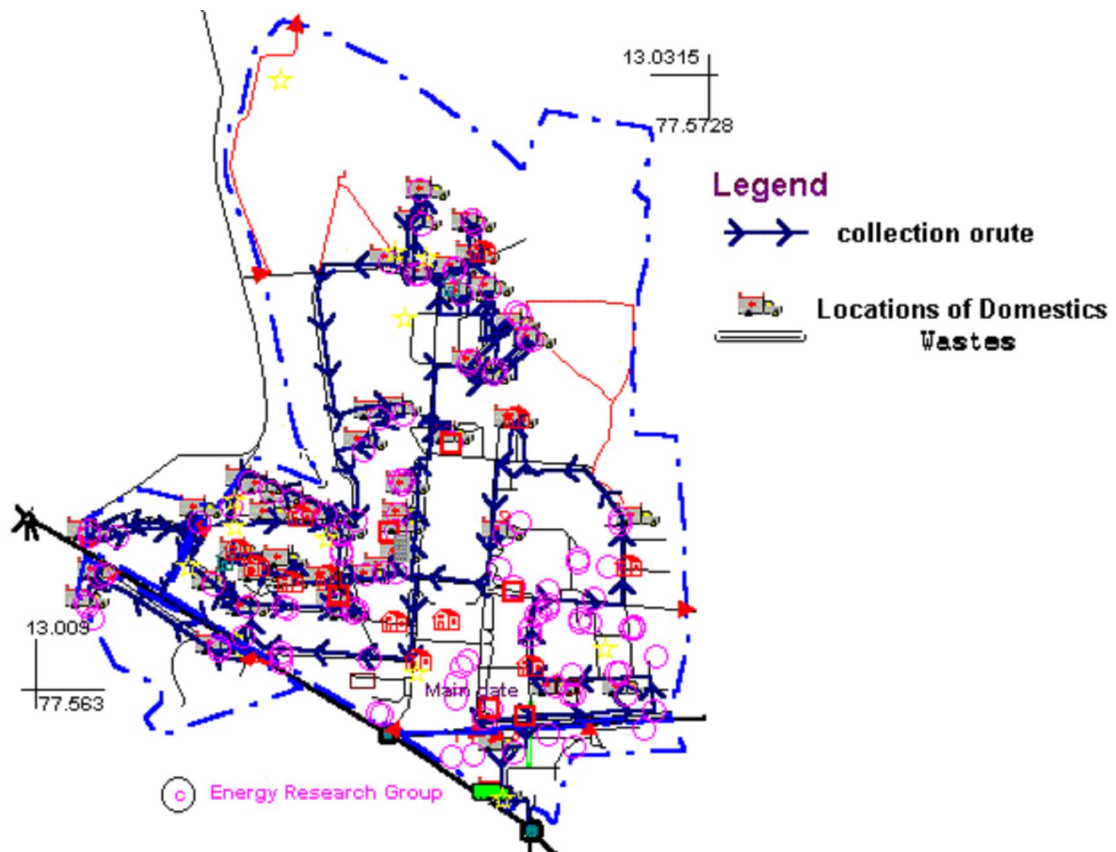 13.0315
77.5728
Legend
collection orute
Locations of Domestics
Wastes
13.009
77.563
Main gate
© Energy Research Group